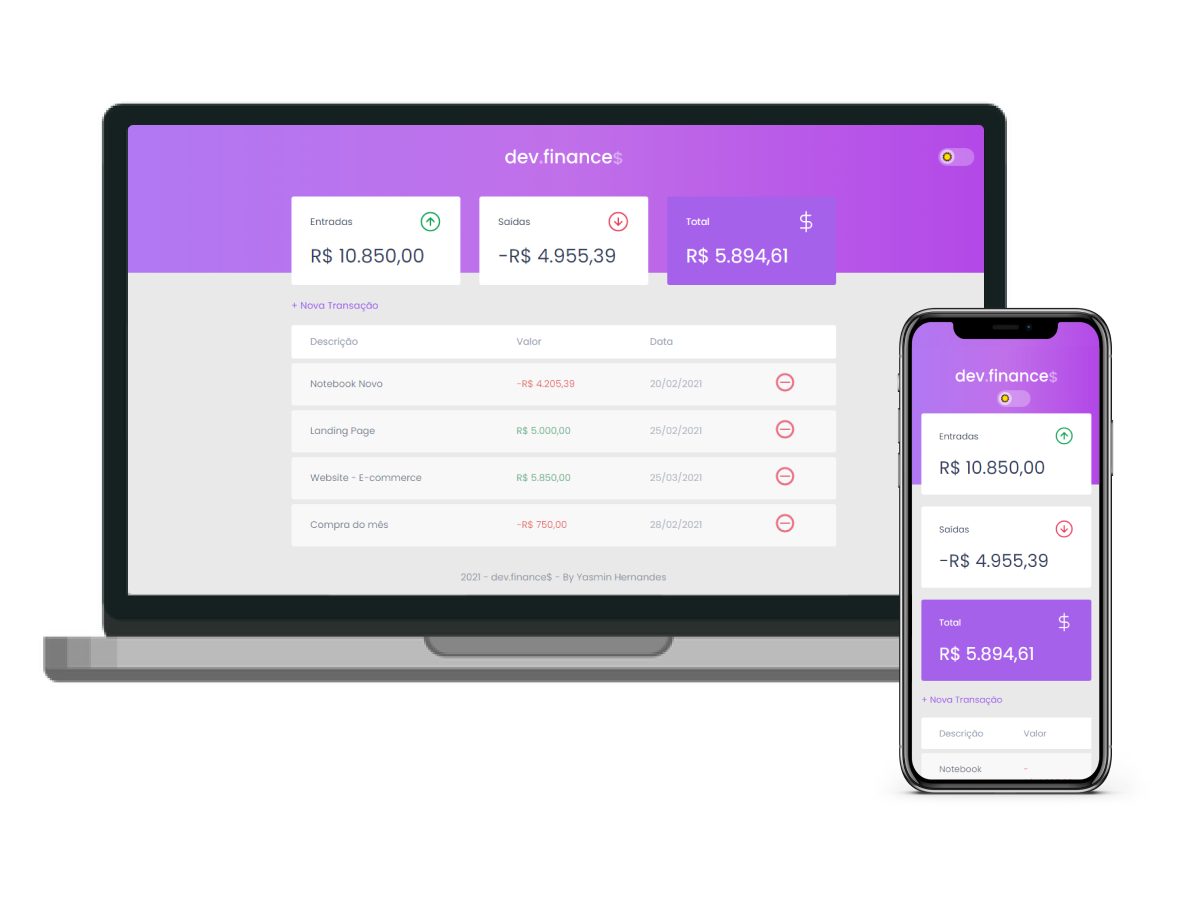 dev.finance$
Entradas
R$ 10.850,00
Saídas
-R$ 4.955,39
Total
$
R$ 5.894,61
+ Nova Transação
Descrição Valor Data
Notebook Novo -R$ 4.205,39 20/02/2021
Landing Page R$ 5.000,00 25/02/2021
Website - E-commerce R$ 5.850,00 25/03/2021
Compra do mês -R$ 750,00 28/02/2021
2021 - dev.finance$ - By Yasmin Hernandes
dev.finance$
Entradas
R$ 10.850,00
Saídas
-R$ 4.955,39
Total
$
R$ 5.894,61
+ Nova Transação
Descrição Valor
Notebook -